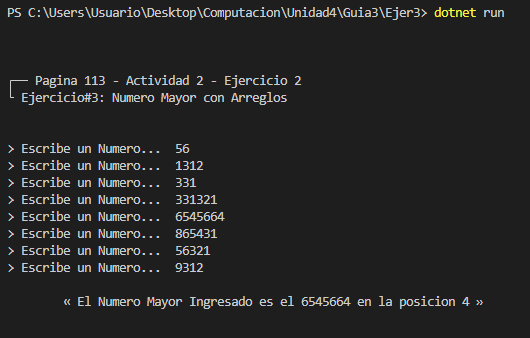 PS C:\Users\Usuario\Desktop\Computacion\Unidad4\Guia3\Ejer3> dotnet run
Pagina 113 - Actividad 2 - Ejercicio 2
Ejercicio#3: Numero Mayor con Arreglos
> Escribe un Numero... 56
> Escribe un Numero... 1312
> Escribe un Numero... 331
> Escribe un Numero... 331321
> Escribe un Numero... 6545664
> Escribe un Numero... 865431
> Escribe un Numero... 56321
> Escribe un Numero... 9312
« El Numero Mayor Ingresado es el 6545664 en la posicion 4 »